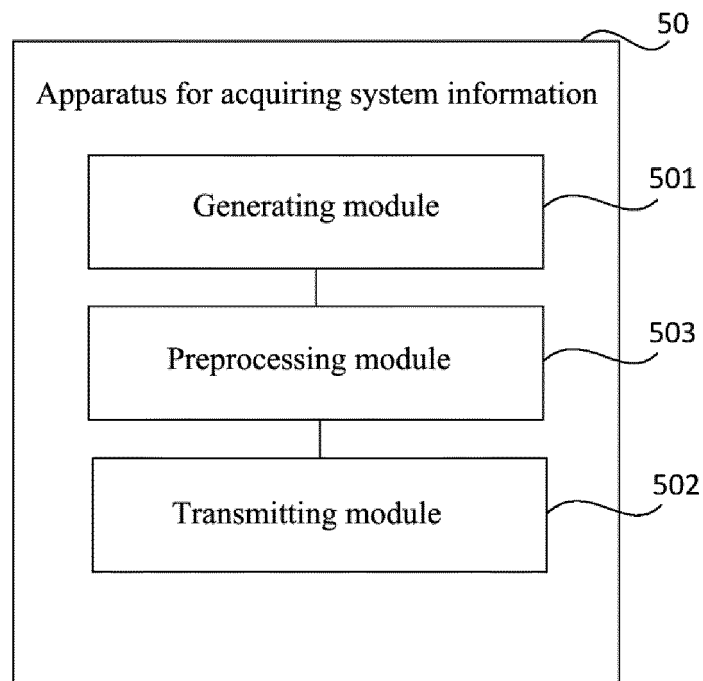 50
Apparatus for acquiring system information
501
Generating module
503
Preprocessing module
502
Transmitting module